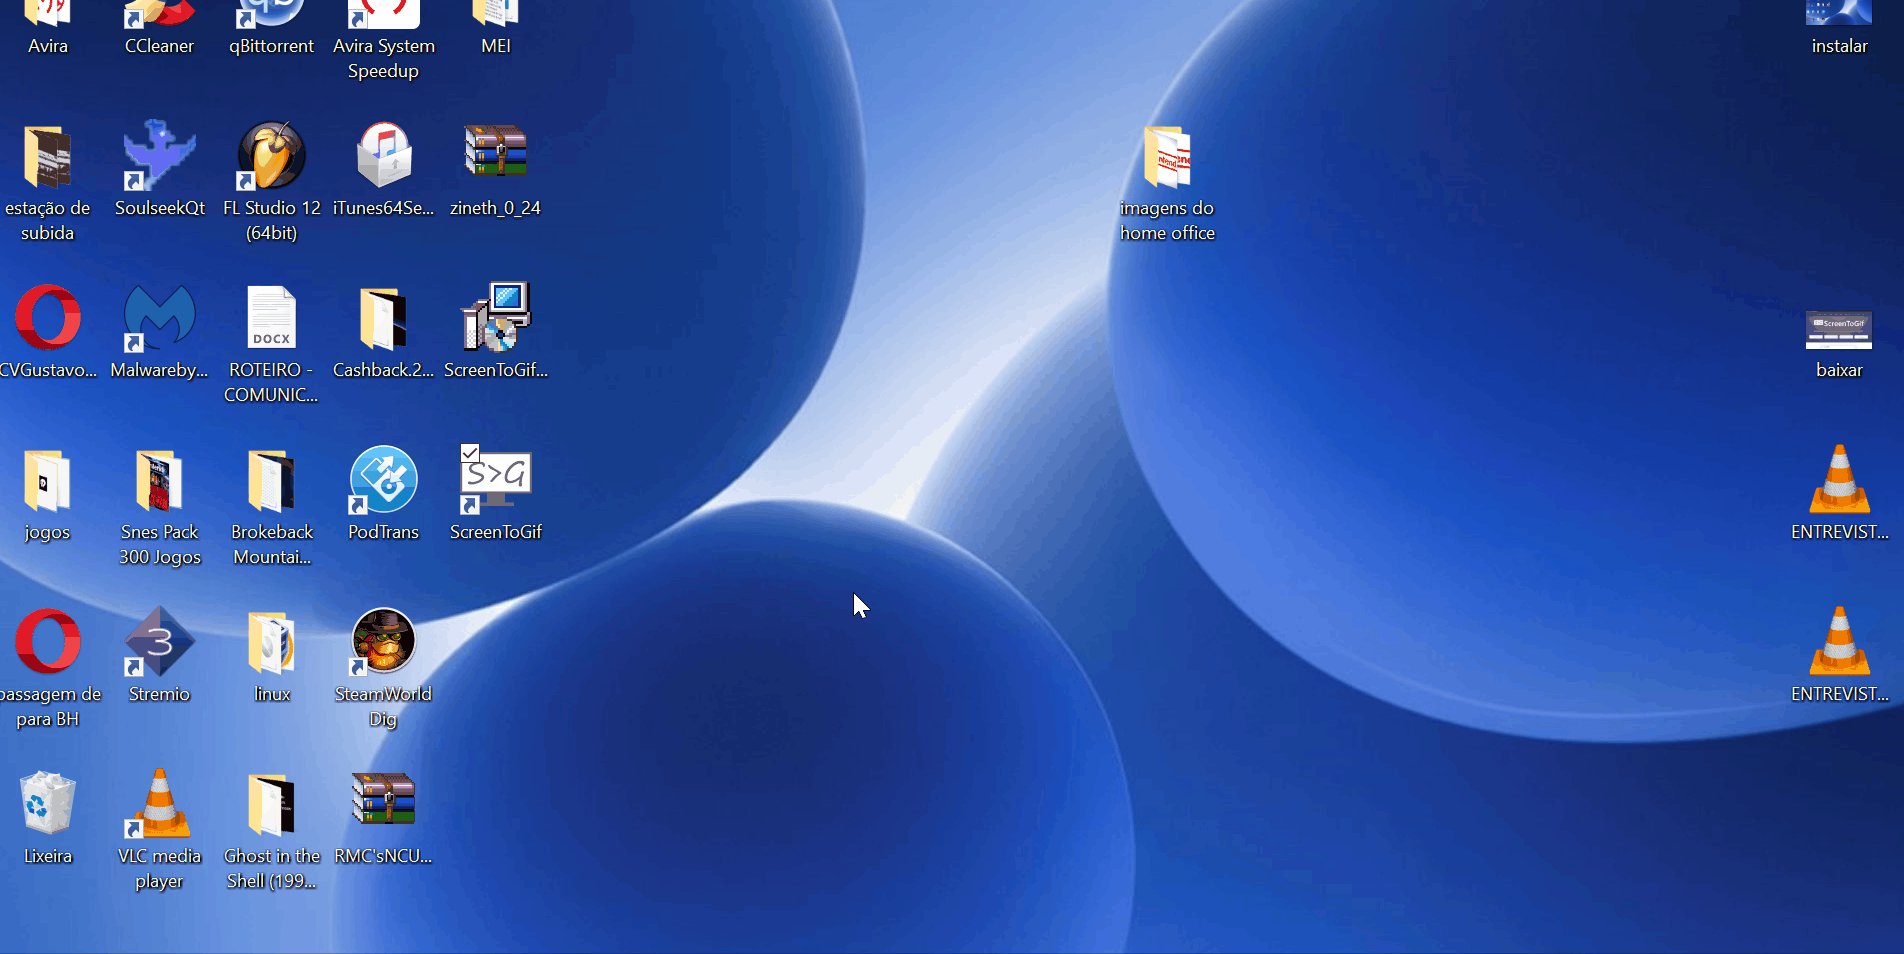 Avira
CCleaner
qBittorrent
Avira System
Speedup
MEI
instalar
estação de
subida
SoulseekQt
FL Studio 12
(64bit)
iTunes64Se...
zineth_0_24
imagens do
home office
CVGustavo...
Malwareby...
DOCX
ROTEIRO -
COMUNIC...
Cashback.2...
ScreenToGif...
ScreenToGif
baixar
jogos
Snes Pack
300 Jogos
Brokeback
Mountai...
PodTrans
S>G
ScreenToGif
ENTREVIST...
passagem de
para BH
3
Stremio
linux
SteamWorld
Dig
ENTREVIST...
Lixeira
VLC media
player
Ghost in the
Shell (199...
RMC'sNCU...